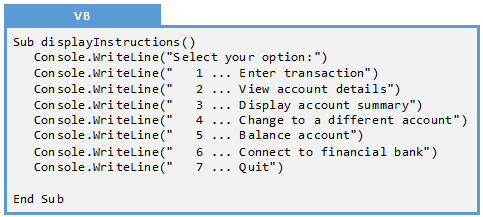 VB
Sub displayInstructions()
   Console.WriteLine("Select your option:")
   Console.WriteLine("   1 ... Enter transaction")
   Console.WriteLine("   2 ... View account details")
   Console.WriteLine("   3 ... Display account summary")
   Console.WriteLine("   4 ... Change to a different account")
   Console.WriteLine("   5 ... Balance account")
   Console.WriteLine("   6 ... Connect to financial bank")
   Console.WriteLine("   7 ... Quit")
End Sub